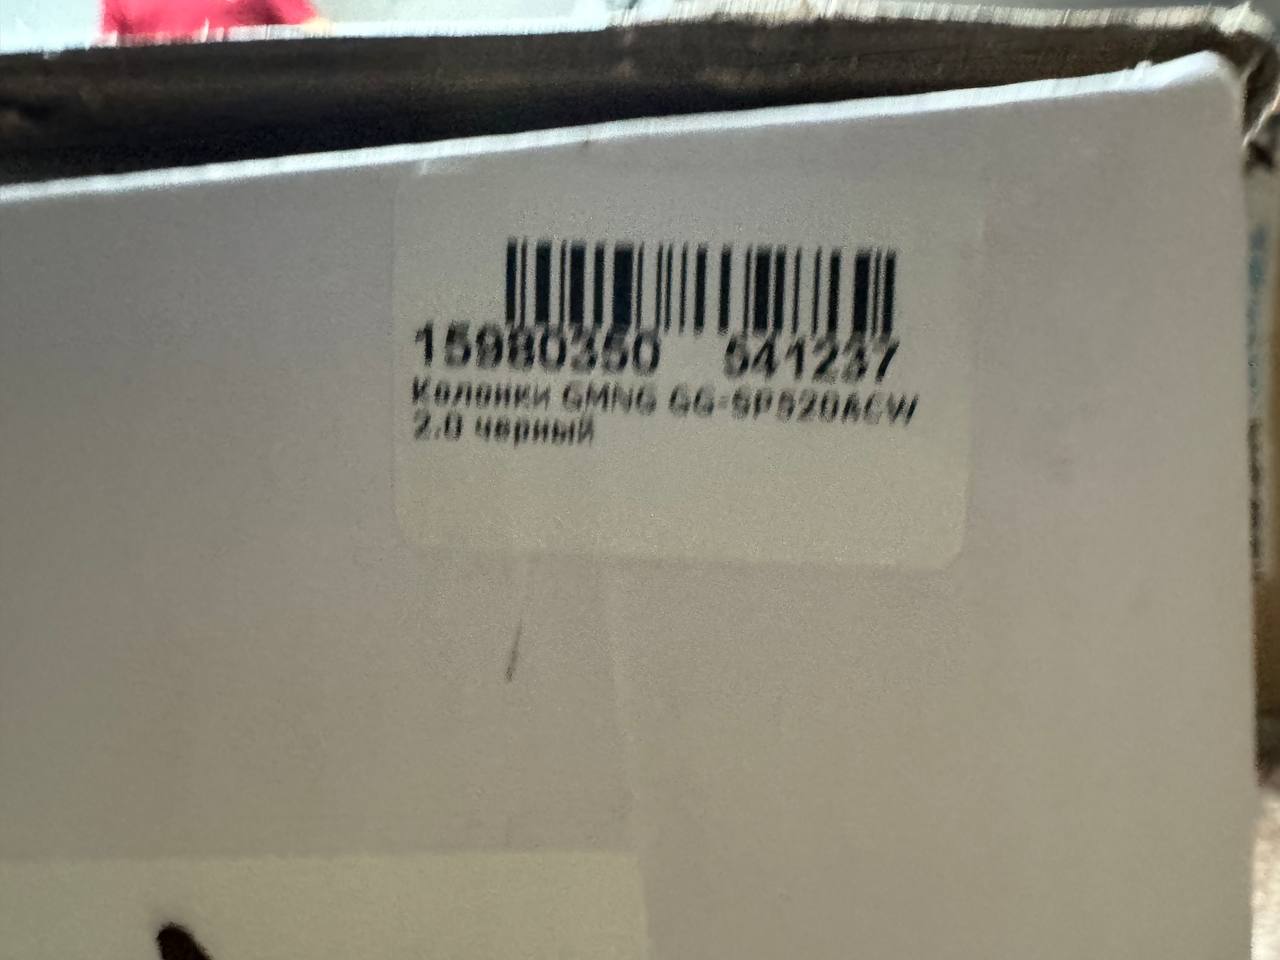 15980350 541237
Колонки GMNG GG-SP520ACW
2.0 черный